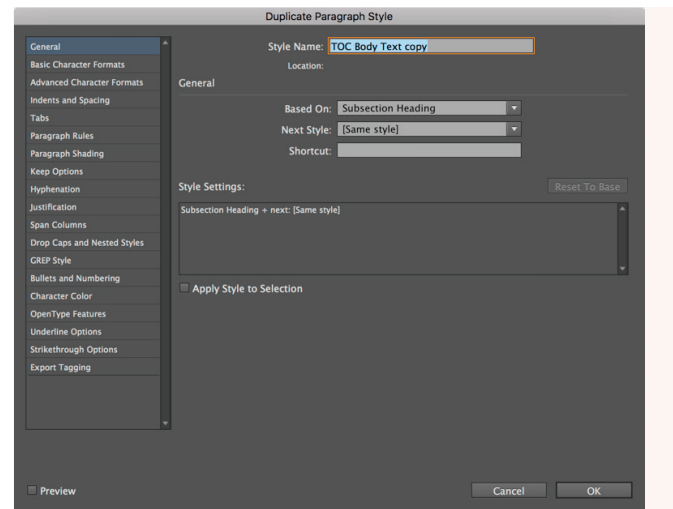 Duplicate Paragraph Style
General
Basic Character Formats
Advanced Character Formats
Indents and Spacing
Tabs
Paragraph Rules
Paragraph Shading
Keep Options
Hyphenation
Justification
Span Columns
Drop Caps and Nested Styles
GREP Style
Bullets and Numbering
Character Color
OpenType Features
Underline Options
Strikethrough Options
Export Tagging
Style Name: TOC Body Text copy
Location:
General
Based On: Subsection Heading
Next Style: [Same style]
Shortcut:
Style Settings: Reset To Base
Subsection Heading + next: [Same style]
Apply Style to Selection
Preview Cancel OK